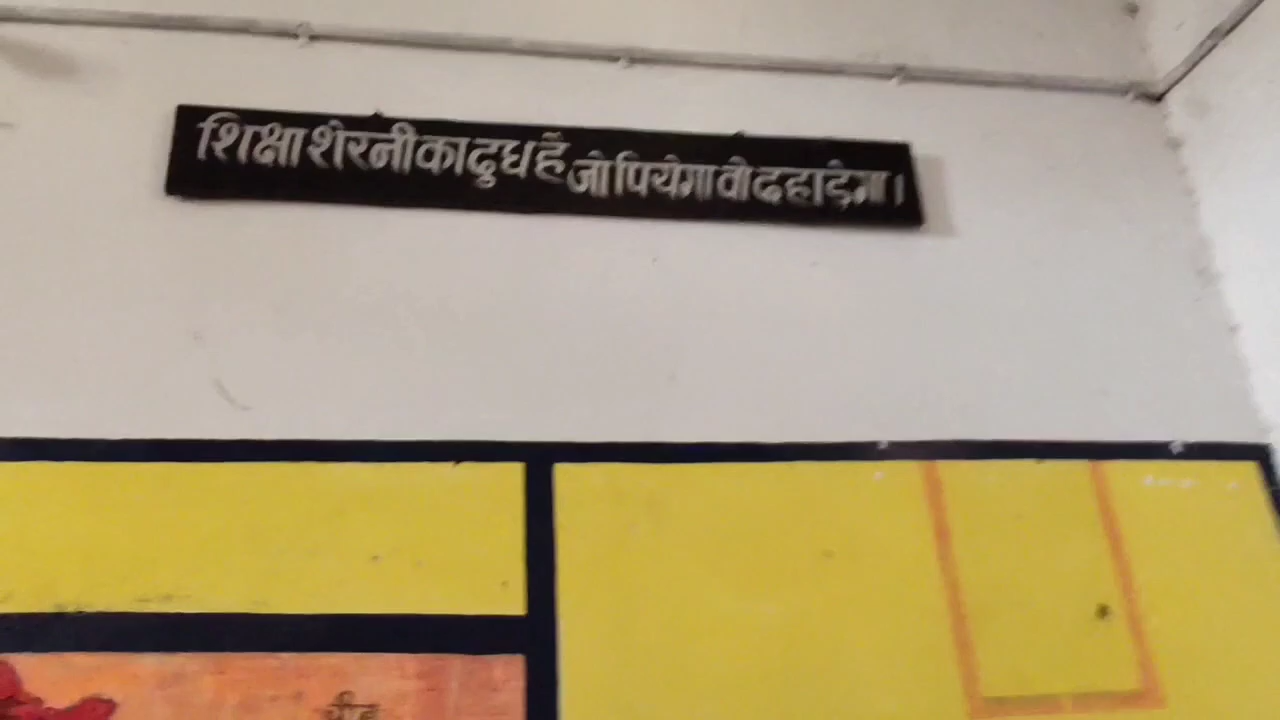 शिक्षा शेरनी का दुध है जो पियेगा वो दहाड़ेगा।